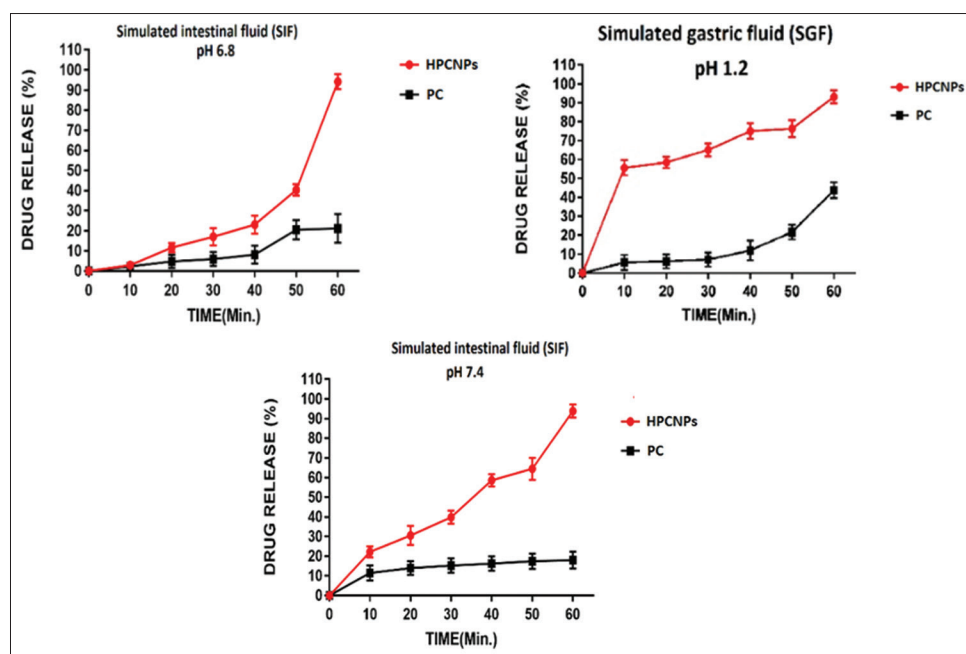 Simulated intestinal fluid (SIF)
pH 6.8
HPCNPs
PC
DRUG RELEASE (%)
110
100
90
80
70
60
50
40
30
20
10
0
0 10 20 30 40 50 60
TIME(Min.)
Simulated gastric fluid (SGF)
pH 1.2
HPCNPs
PC
DRUG RELEASE (%)
110
100
90
80
70
60
50
40
30
20
10
0
0 10 20 30 40 50 60
TIME(Min.)
Simulated intestinal fluid (SIF)
pH 7.4
HPCNPs
PC
DRUG RELEASE (%)
110
100
90
80
70
60
50
40
30
20
10
0
0 10 20 30 40 50 60
TIME(Min.)